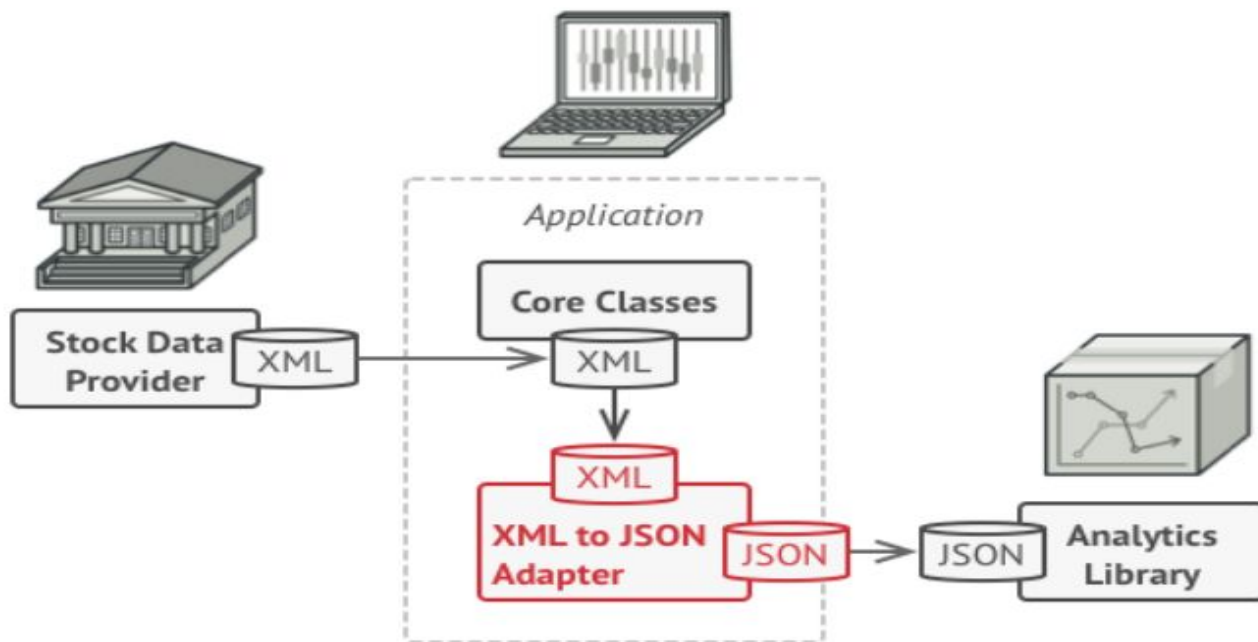 Application
Core Classes
Stock Data
Provider
XML
XML
XML
XML to JSON
Adapter
JSON
JSON
Analytics
Library